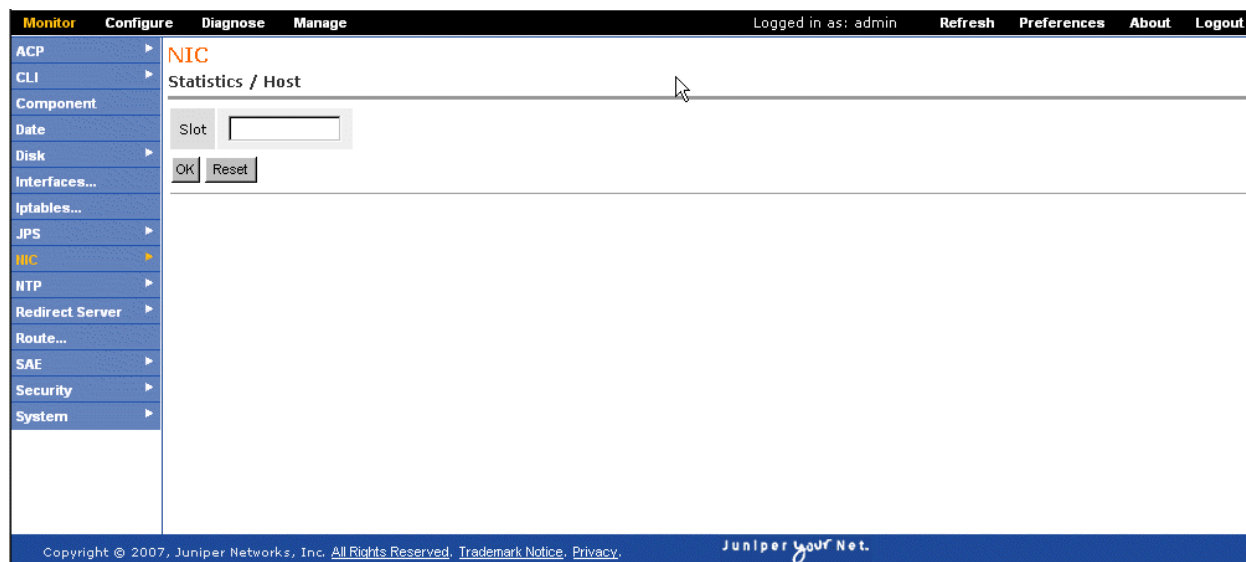 Monitor Configure Diagnose Manage Logged in as: admin Refresh Preferences About Logout
ACP
CLI
Component
Date
Disk
Interfaces...
Iptables...
JPS
NIC
NTP
Redirect Server
Route...
SAE
Security
System
NIC
Statistics / Host
Slot
OK Reset
Copyright © 2007, Juniper Networks, Inc. All Rights Reserved. Trademark Notice. Privacy.
Juniper your Net.